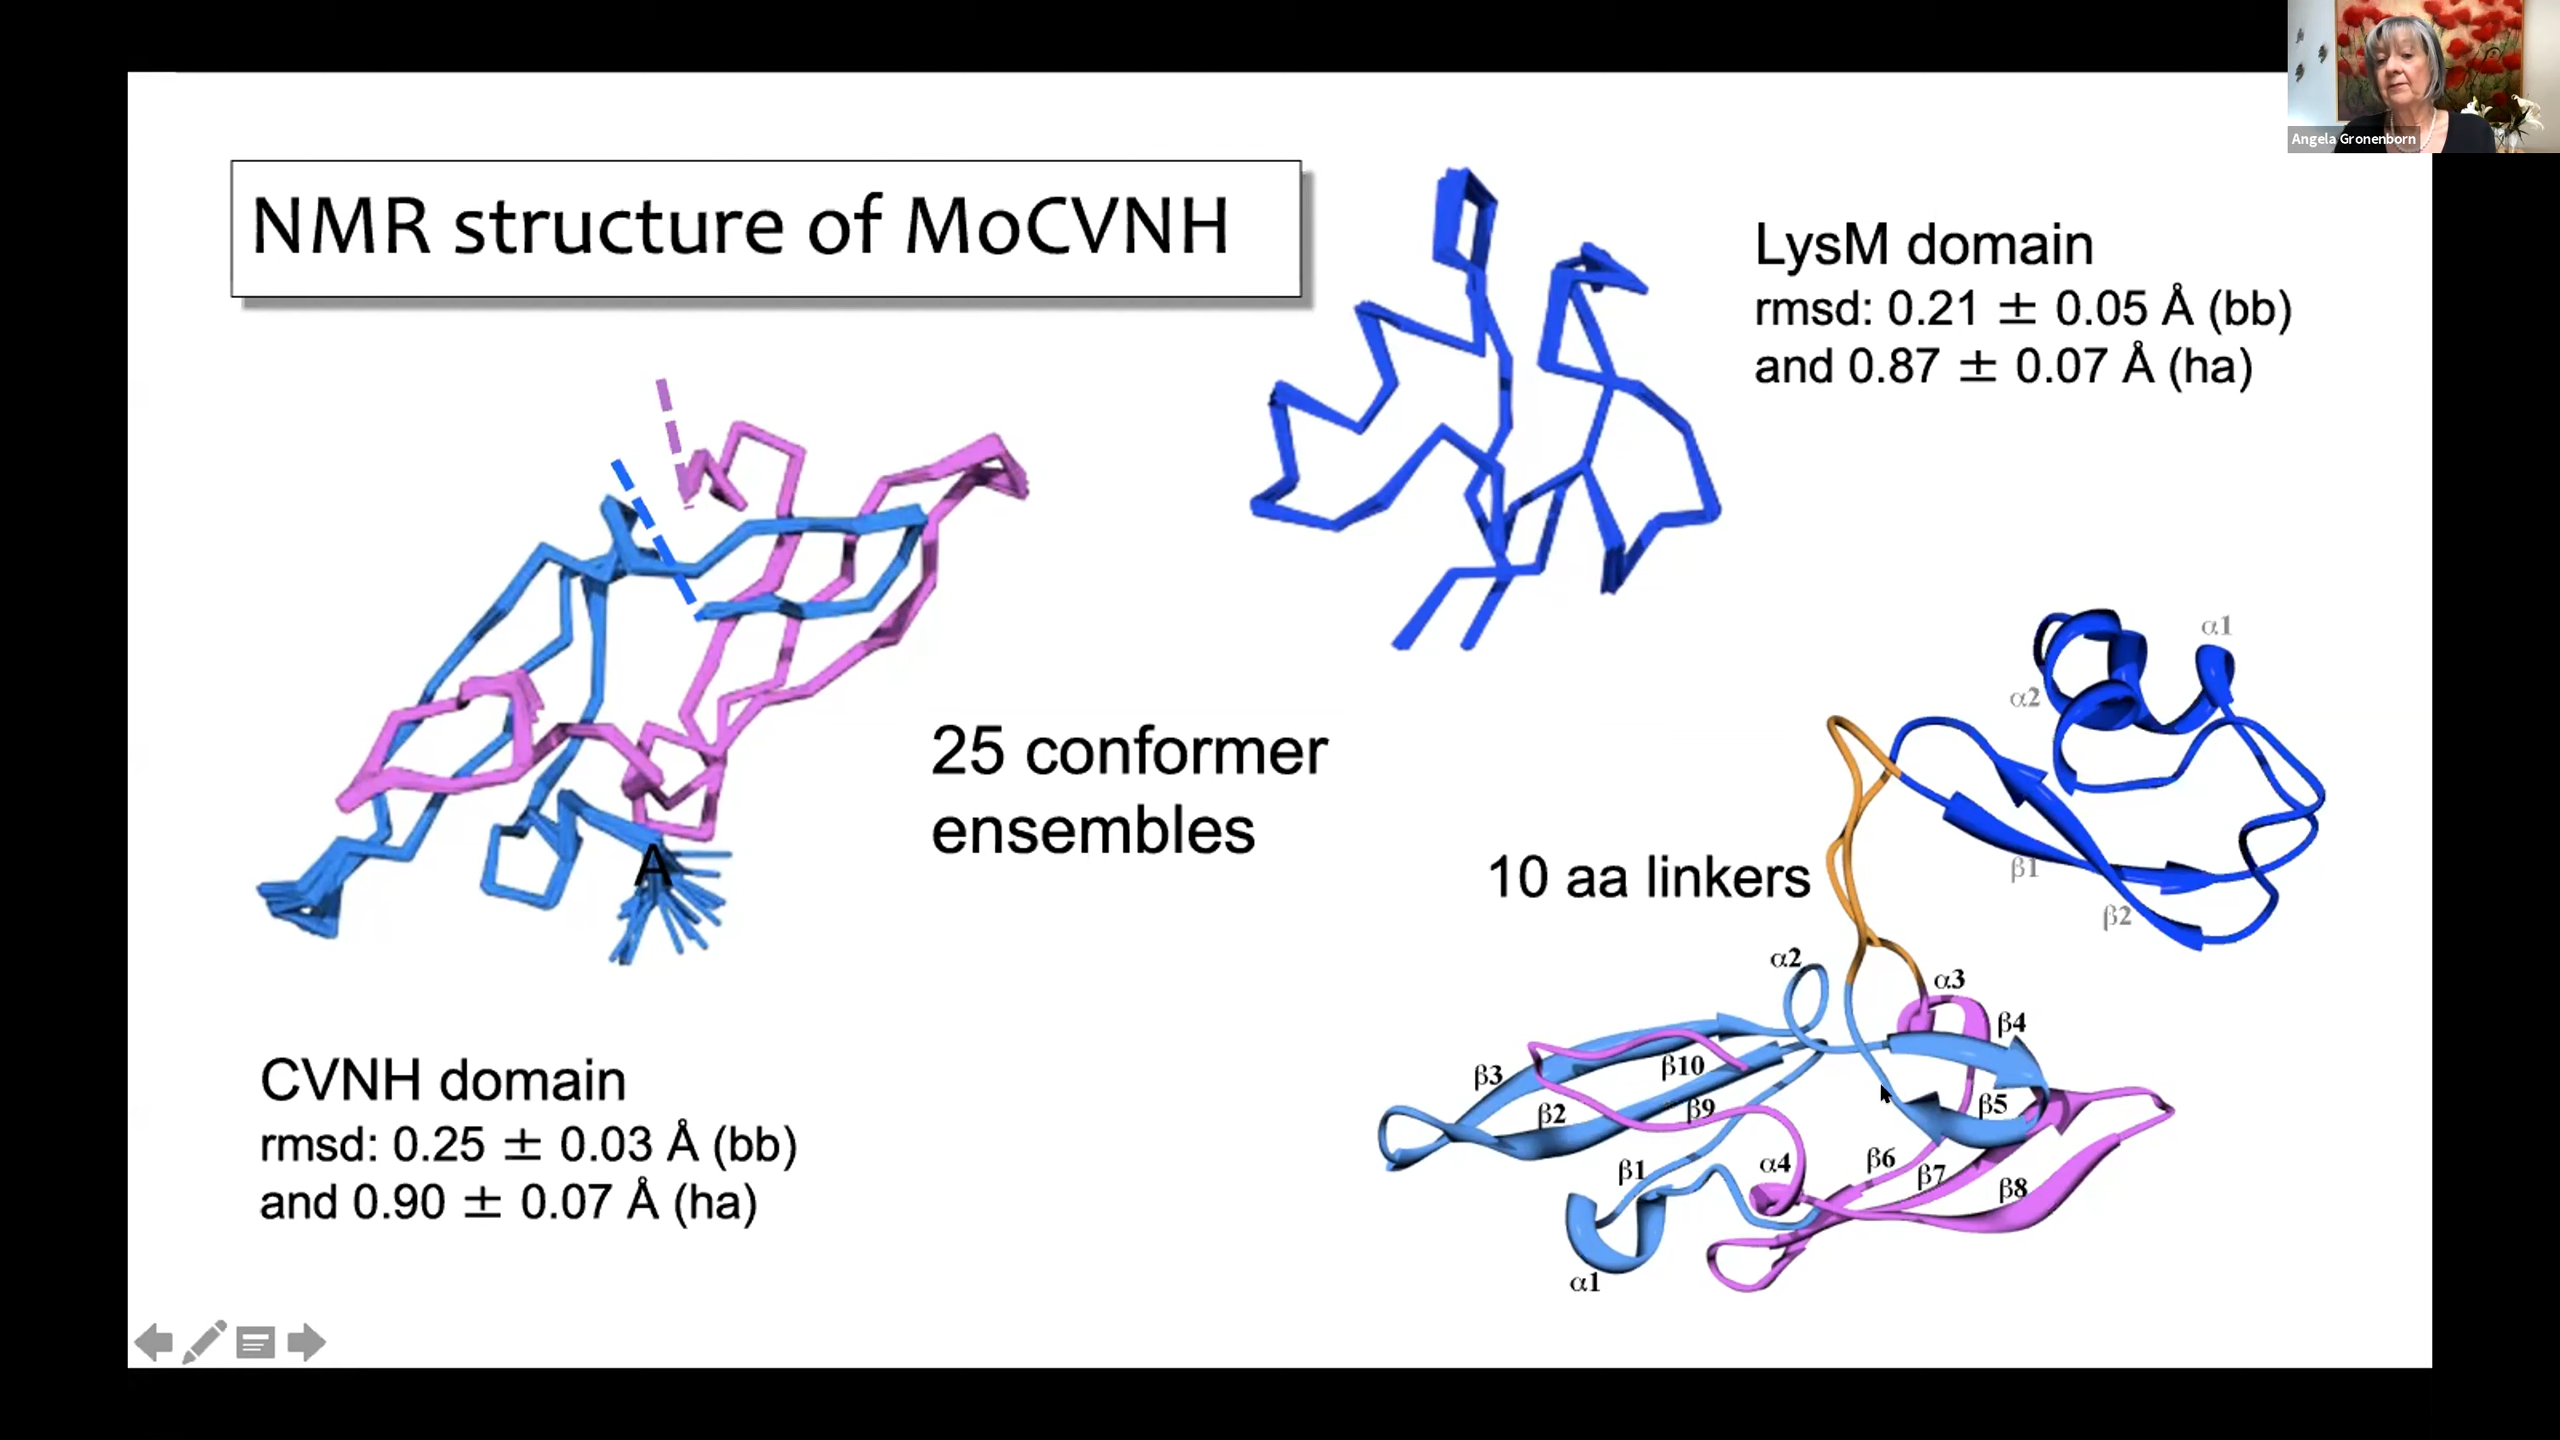 Angela Gronenborn
NMR structure of MoCVNH
LysM domain
rmsd: 0.21 ± 0.05 Å (bb)
and 0.87 ± 0.07 Å (ha)
25 conformer
ensembles
A
CVNH domain
rmsd: 0.25 ± 0.03 Å (bb)
and 0.90 ± 0.07 Å (ha)
10 aa linkers
α1
α2
β1
β2
α2
α3
β4
β3
β10
β2
β9
β5
β1
α4
β6
β7
β8
α1